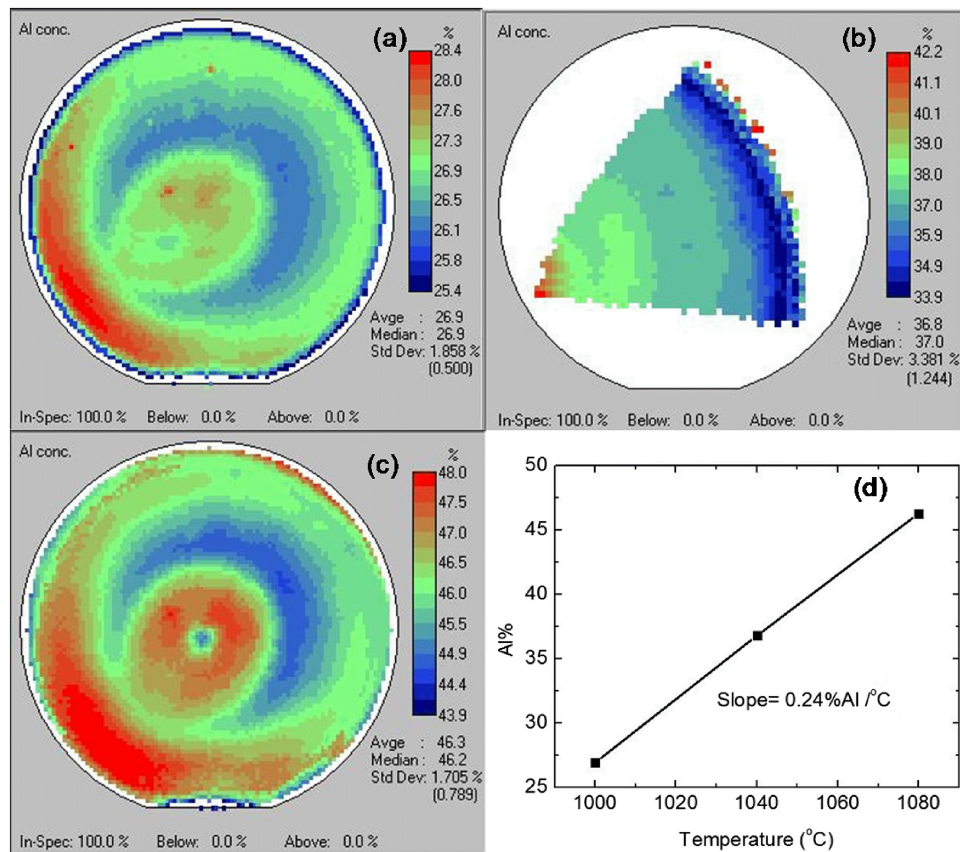 Al conc.
(a)
%
28.4
28.0
27.6
27.3
26.9
26.5
26.1
25.8
25.4
Avge : 26.9
Median : 26.9
Std Dev: 1.858 %
(0.500)
In-Spec: 100.0 % Below: 0.0 % Above: 0.0 %
Al conc.
(b)
%
42.2
41.1
40.1
39.0
38.0
37.0
35.9
34.9
33.9
Avge : 36.8
Median : 37.0
Std Dev: 3.381 %
(1.244)
In-Spec: 100.0 % Below: 0.0 % Above: 0.0 %
Al conc.
(c)
%
48.0
47.5
47.0
46.5
46.0
45.5
44.9
44.4
43.9
Avge : 46.3
Median : 46.2
Std Dev: 1.705 %
(0.789)
In-Spec: 100.0 % Below: 0.0 % Above: 0.0 %
(d)
50
45
40
35
30
25
Al%
Slope= 0.24%Al /°C
1000 1020 1040 1060 1080
Temperature (°C)